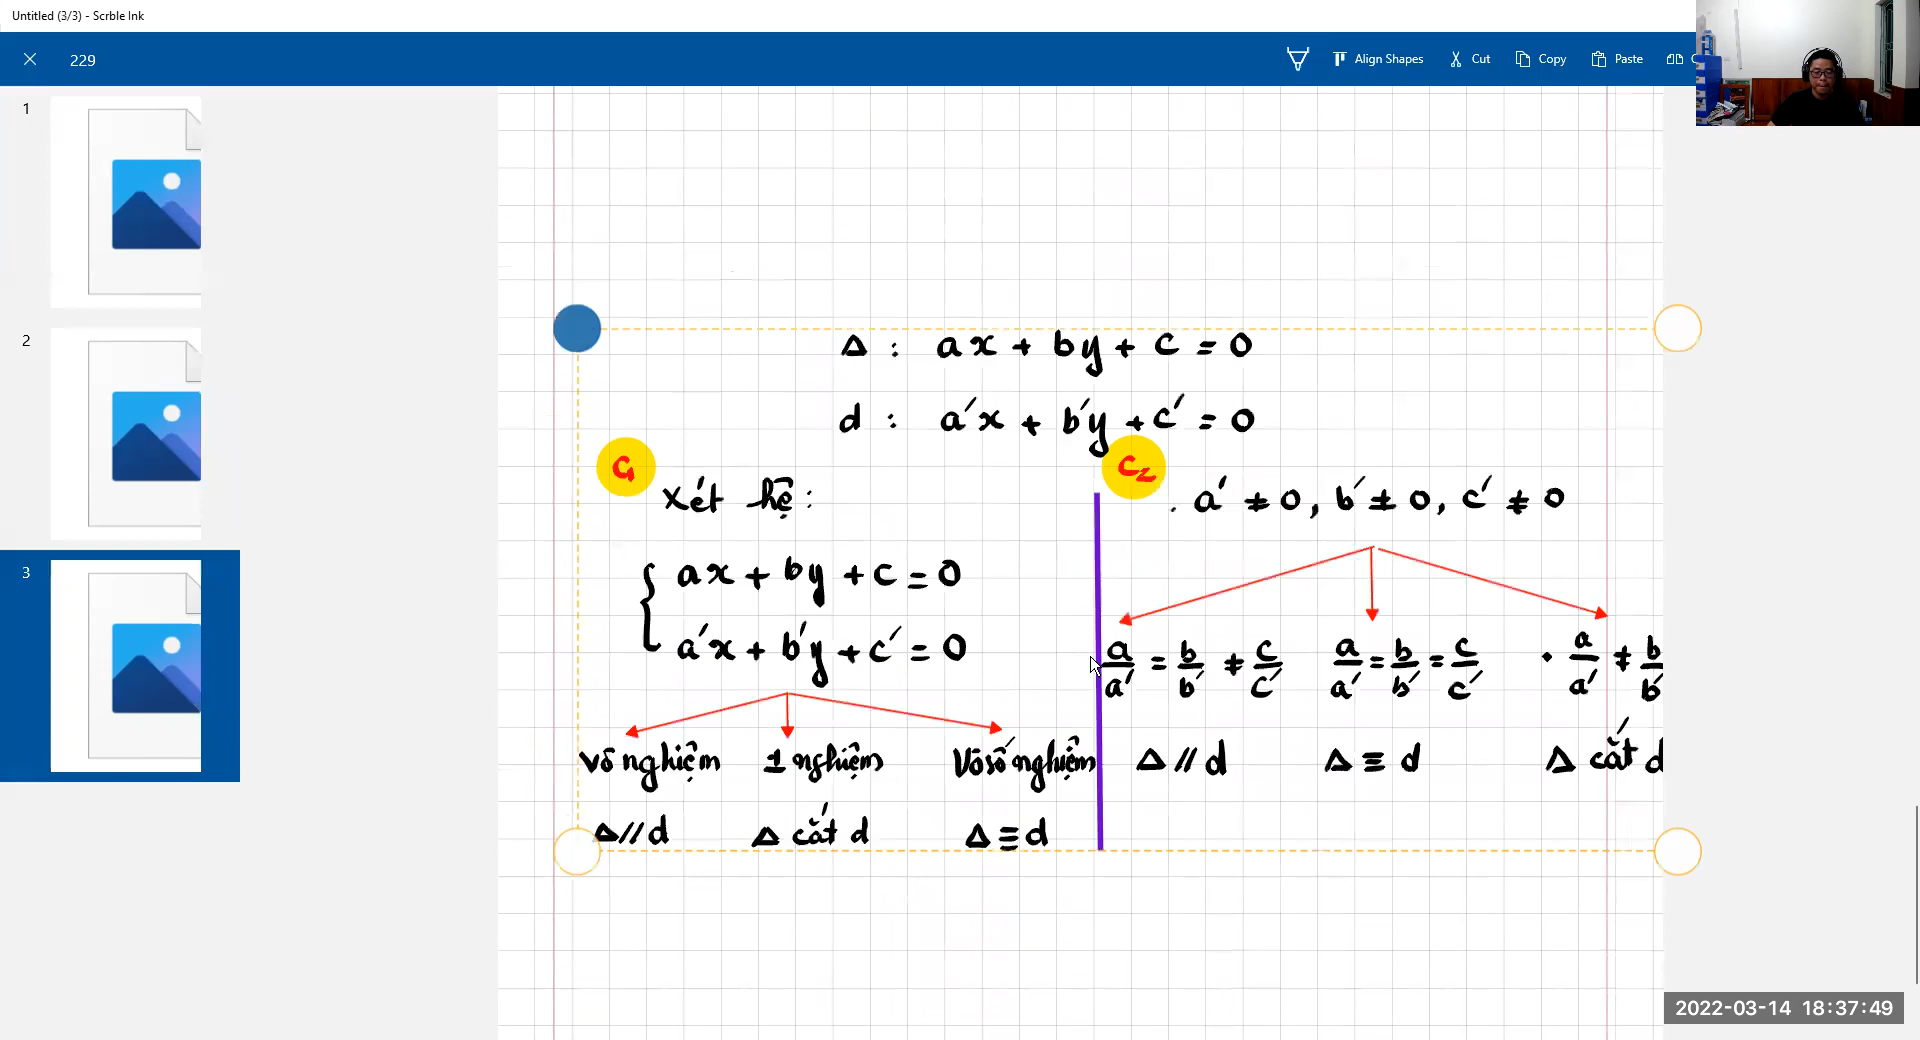 Untitled (3/3) - Scrble Ink
229
Align Shapes
Cut
Copy
Paste
1
2
3
Δ : ax + by + c = 0
d : a'x + b'y + c' = 0
C1
Xét hệ:
{ ax + by + c = 0
a'x + b'y + c' = 0
vô nghiệm 1 nghiệm Vô số nghiệm
Δ // d Δ cắt d Δ ≡ d
C2
. a' ≠ 0, b' ≠ 0, c' ≠ 0
a/a' = b/b' ≠ c/c' a/a' = b/b' = c/c' · a/a' ≠ b/b'
Δ // d Δ ≡ d Δ cắt d
2022-03-14 18:37:49